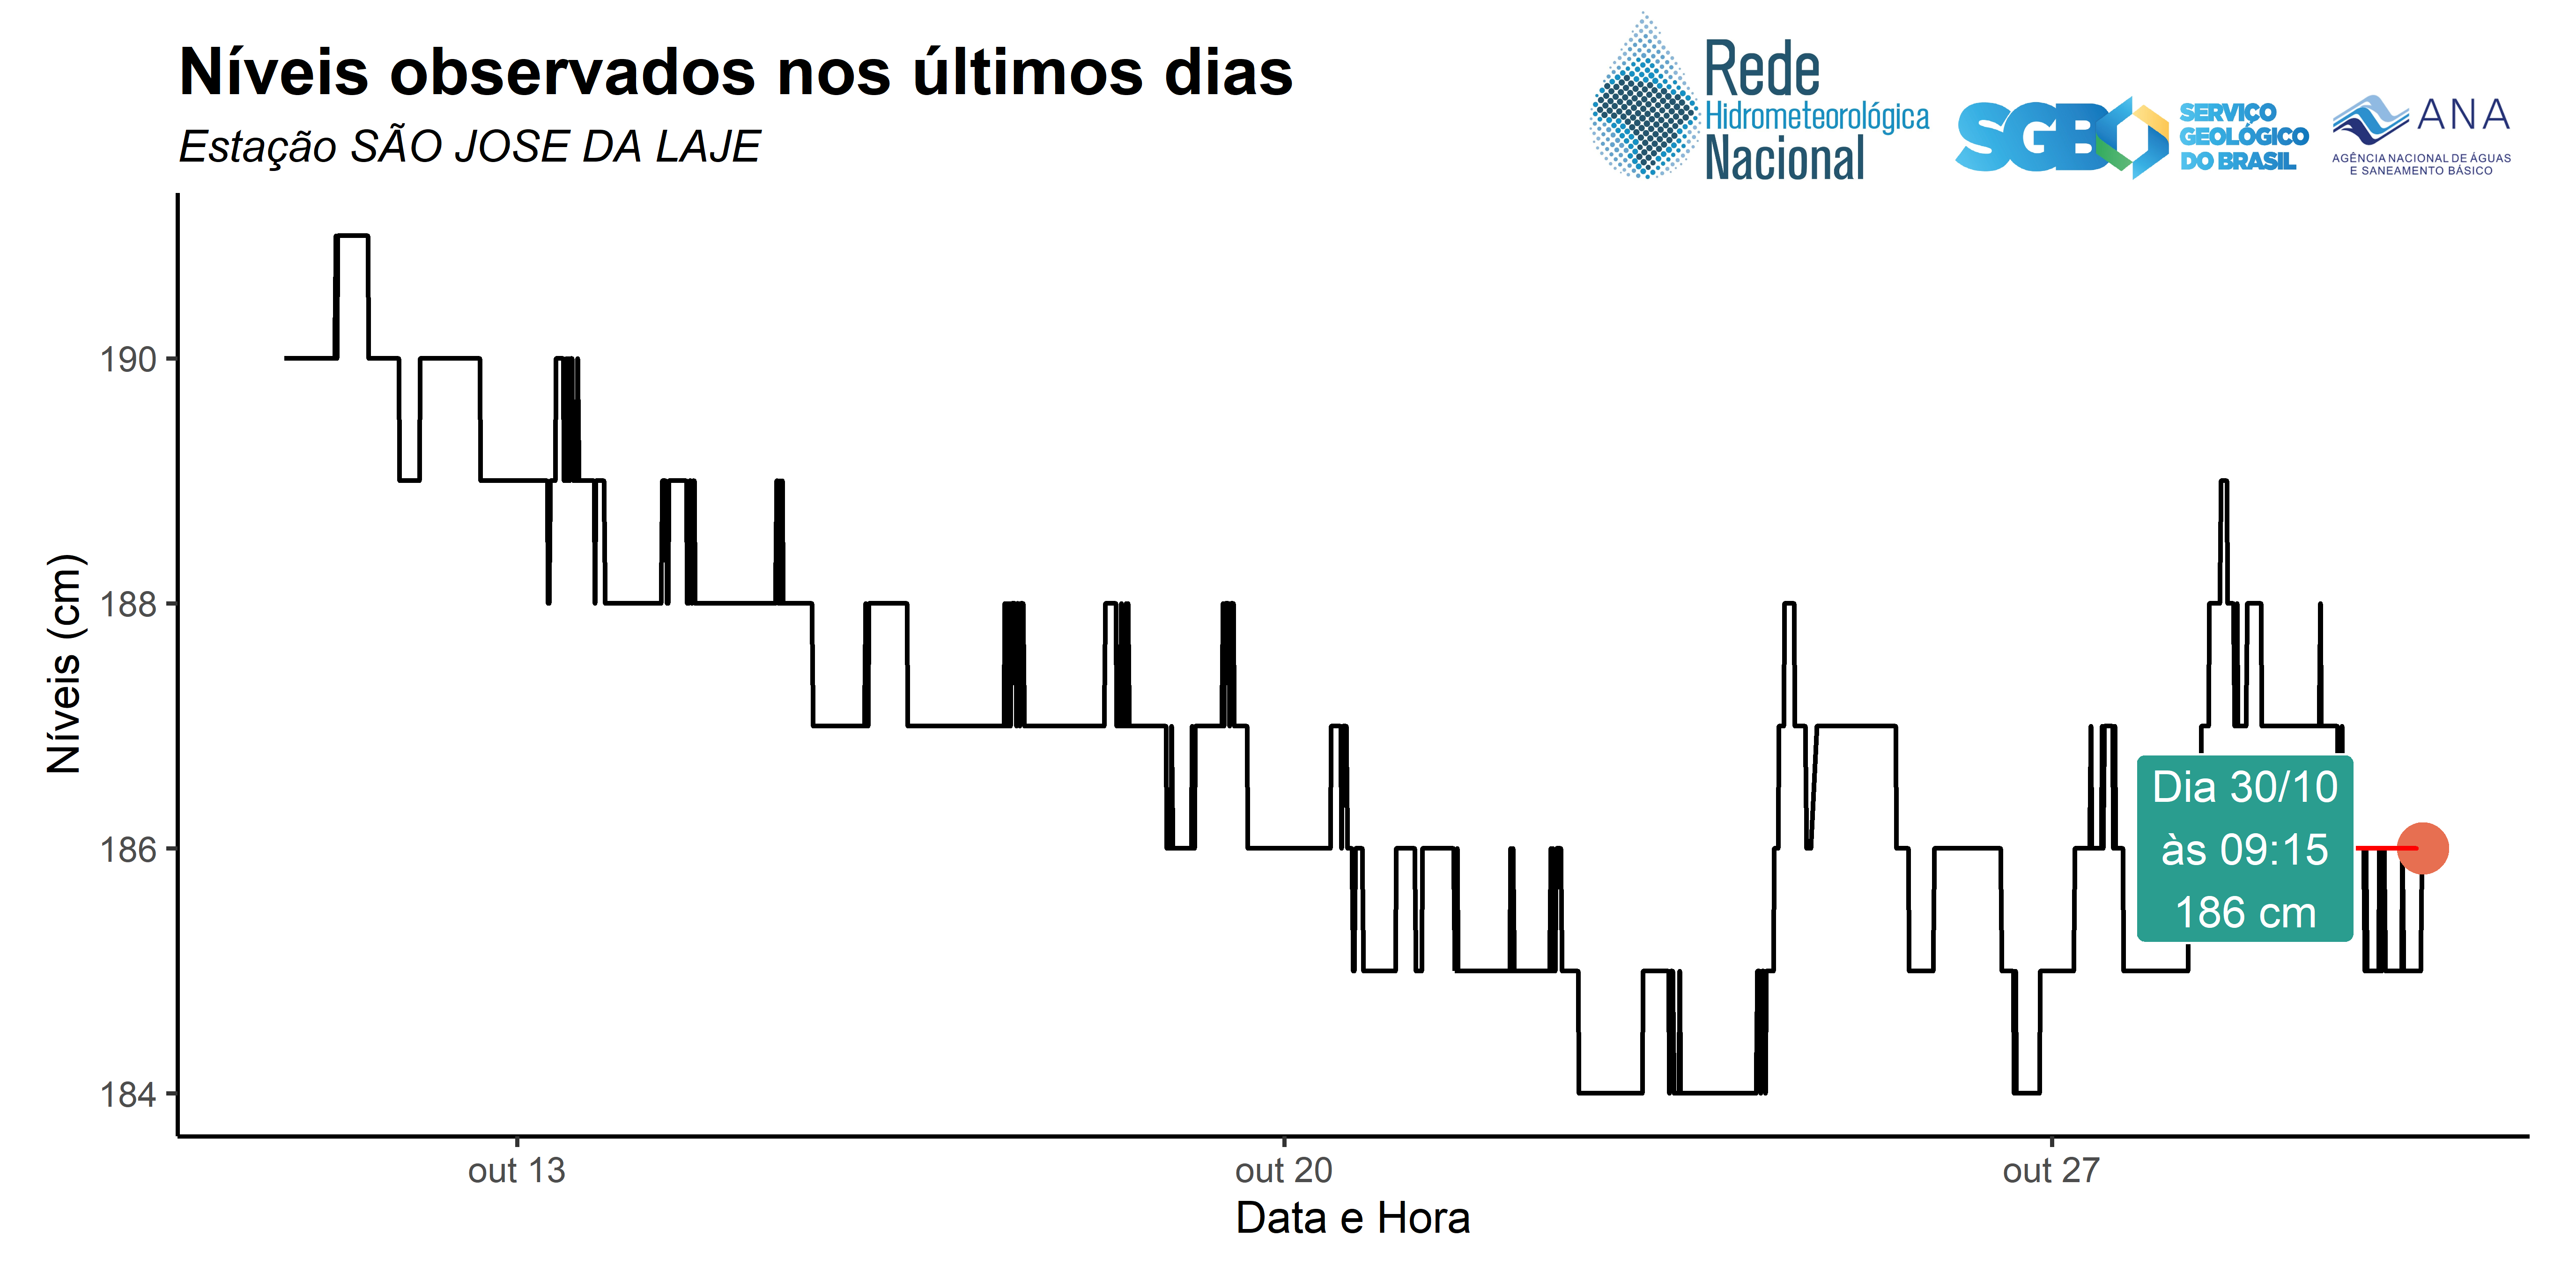 Níveis observados nos últimos dias
Estação SÃO JOSE DA LAJE
Rede
Hidrometeorológica
Nacional
SGB
SERVIÇO
GEOLÓGICO
DO BRASIL
ANA
AGÊNCIA NACIONAL DE ÁGUAS
E SANEAMENTO BÁSICO
Níveis (cm)
190
188
186
184
Dia 30/10
às 09:15
186 cm
out 13
out 20
out 27
Data e Hora